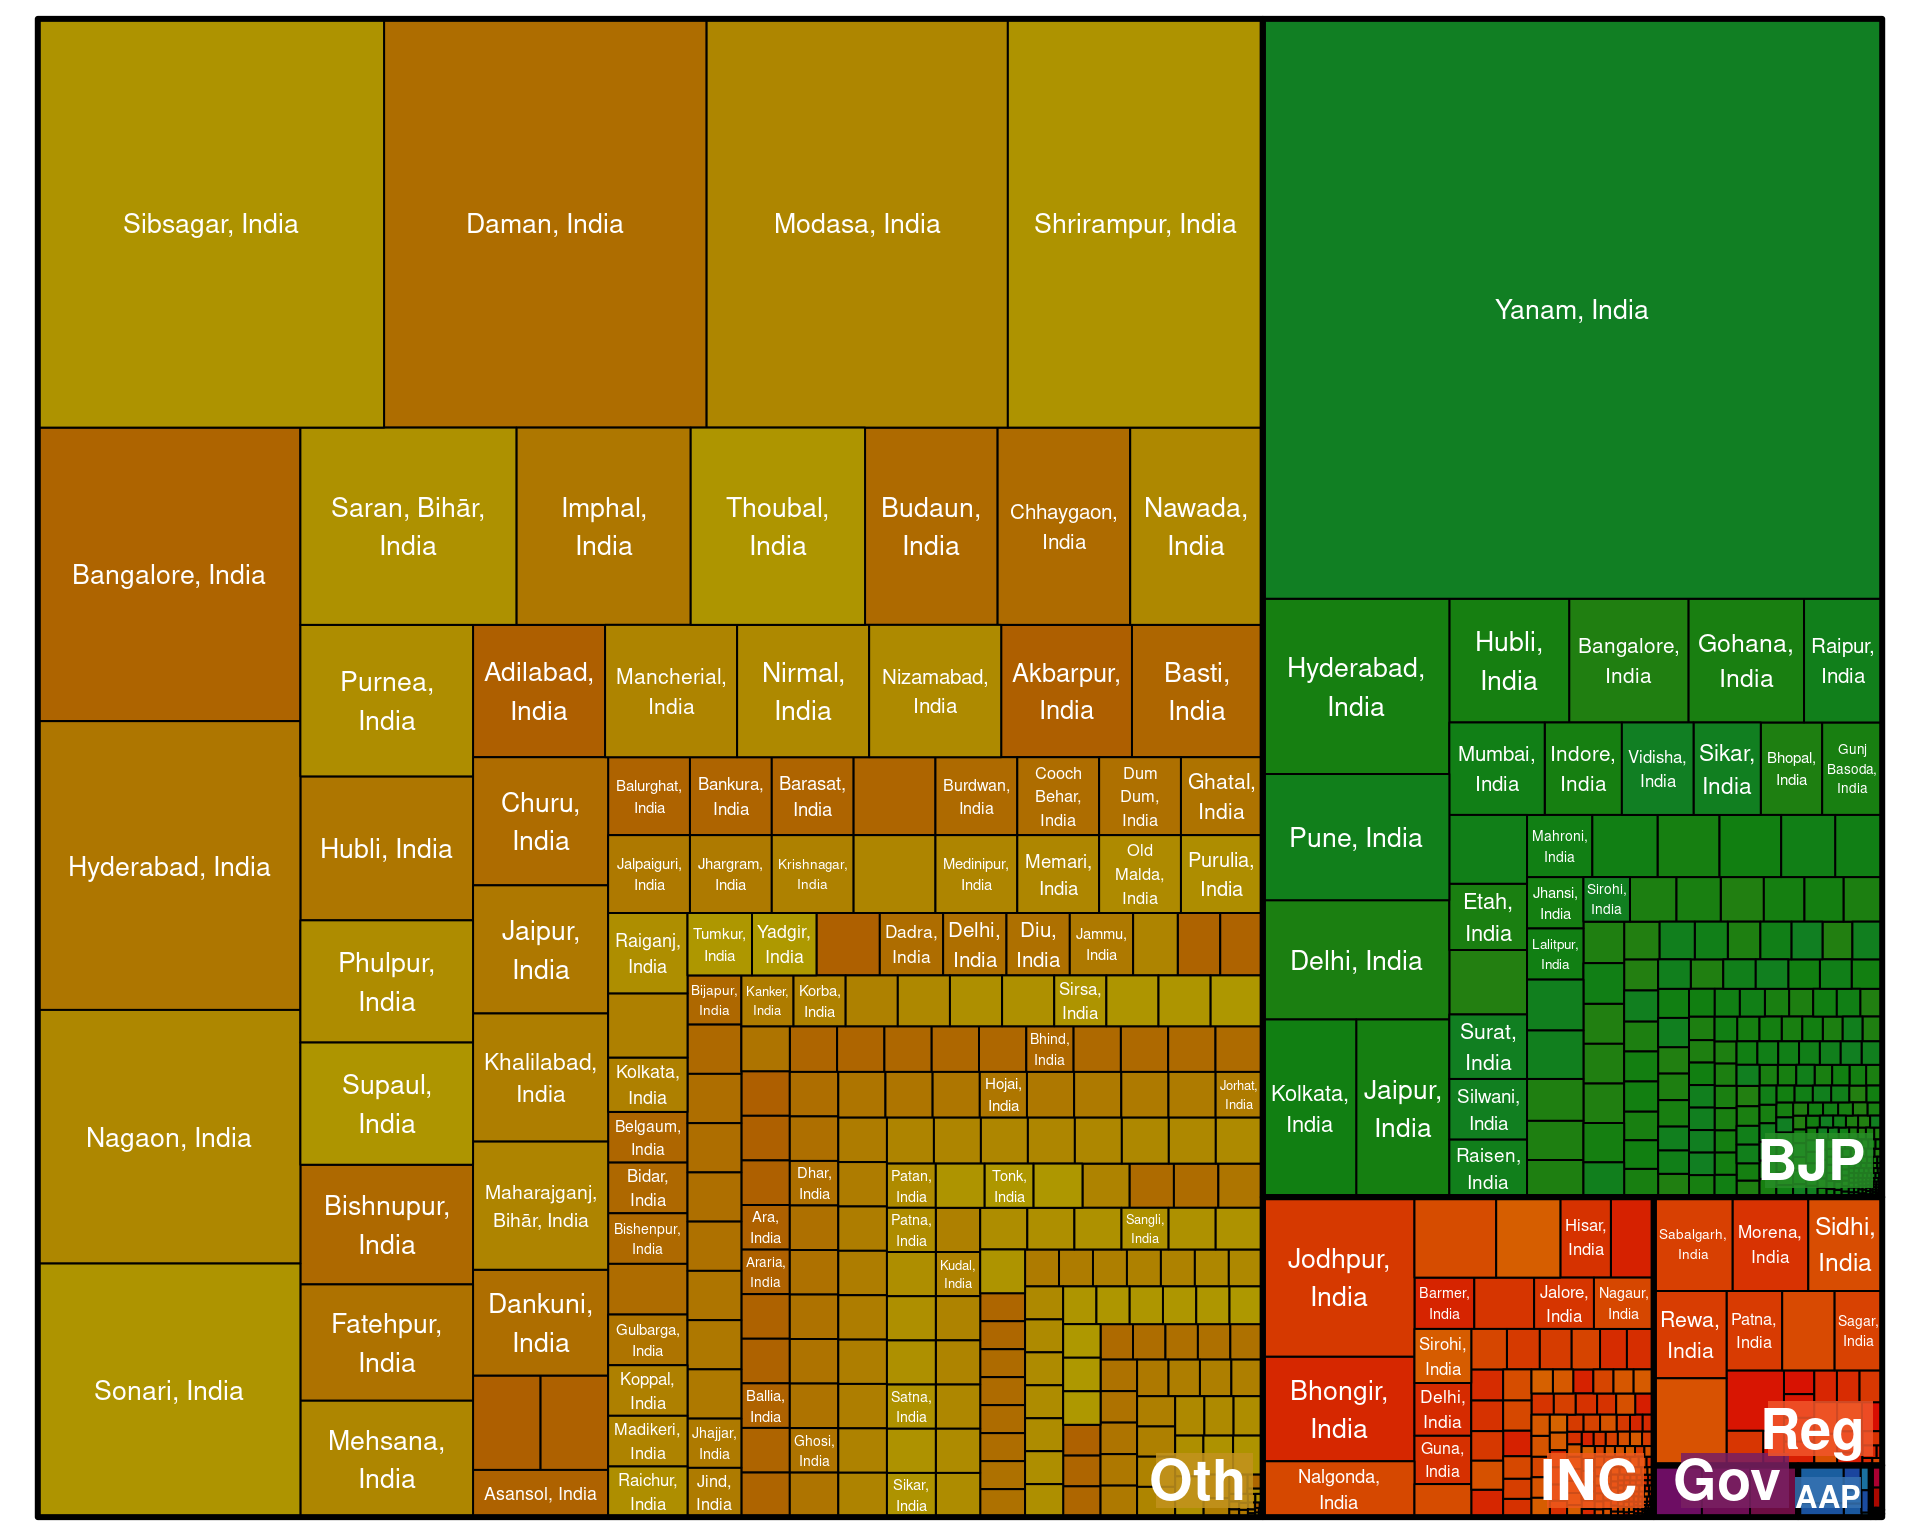 Sibsagar, India
Daman, India
Modasa, India
Shrirampur, India
Bangalore, India
Hyderabad, India
Nagaon, India
Sonari, India
Saran, Bihār,
India
Imphal,
India
Thoubal,
India
Budaun,
India
Chhaygaon,
India
Nawada,
India
Purnea,
India
Hubli, India
Phulpur,
India
Supaul,
India
Bishnupur,
India
Fatehpur,
India
Mehsana,
India
Adilabad,
India
Mancherial,
India
Nirmal,
India
Nizamabad,
India
Akbarpur,
India
Basti,
India
Churu,
India
Jaipur,
India
Khalilabad,
India
Maharajganj,
Bihār, India
Dankuni,
India
Asansol, India
Balurghat,
India
Bankura,
India
Barasat,
India
Burdwan,
India
Cooch
Behar,
India
Dum
Dum,
India
Ghatal,
India
Jalpaiguri,
India
Jhargram,
India
Krishnagar,
India
Medinipur,
India
Memari,
India
Old
Malda,
India
Purulia,
India
Raiganj,
India
Kolkata,
India
Belgaum,
India
Bidar,
India
Bishenpur,
India
Gulbarga,
India
Koppal,
India
Madikeri,
India
Raichur,
India
Tumkur,
India
Yadgir,
India
Dadra,
India
Delhi,
India
Diu,
India
Jammu,
India
Bijapur,
India
Kanker,
India
Korba,
India
Sirsa,
India
Jhajjar,
India
Jind,
India
Bhind,
India
Hojai,
India
Jorhat,
India
Dhar,
India
Patan,
India
Tonk,
India
Ara,
India
Patna,
India
Sangli,
India
Araria,
India
Kudal,
India
Ballia,
India
Satna,
India
Ghosi,
India
Sikar,
India
Oth
Yanam, India
Hyderabad,
India
Pune, India
Delhi, India
Kolkata,
India
Jaipur,
India
Hubli,
India
Bangalore,
India
Gohana,
India
Raipur,
India
Mumbai,
India
Indore,
India
Vidisha,
India
Sikar,
India
Bhopal,
India
Gunj
Basoda,
India
Mahroni,
India
Etah,
India
Jhansi,
India
Sirohi,
India
Lalitpur,
India
Surat,
India
Silwani,
India
Raisen,
India
BJP
Jodhpur,
India
Bhongir,
India
Nalgonda,
India
Hisar,
India
Barmer,
India
Jalore,
India
Nagaur,
India
Sirohi,
India
Delhi,
India
Guna,
India
INC
Sabalgarh,
India
Morena,
India
Sidhi,
India
Rewa,
India
Patna,
India
Sagar,
India
Reg
Gov
AAP